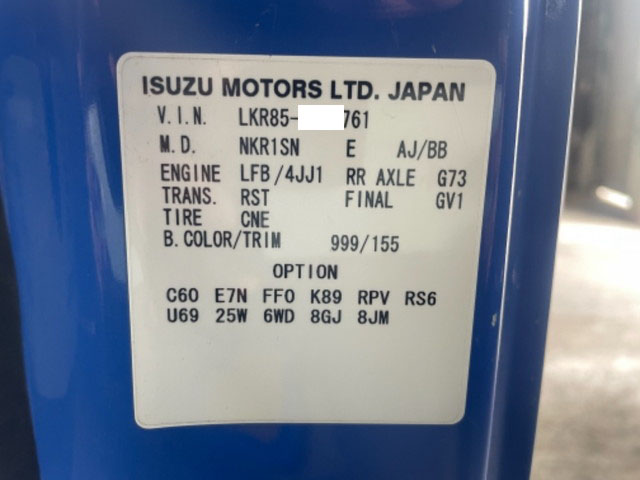 ISUZU MOTORS LTD. JAPAN
V.I.N. LKR85- 761
M.D. NKR1SN E AJ/BB
ENGINE LFB/4JJ1 RR AXLE G73
TRANS. RST FINAL GV1
TIRE CNE
B.COLOR/TRIM 999/155
OPTION
C60 E7N FF0 K89 RPV RS6
U69 25W 6WD 8GJ 8JM